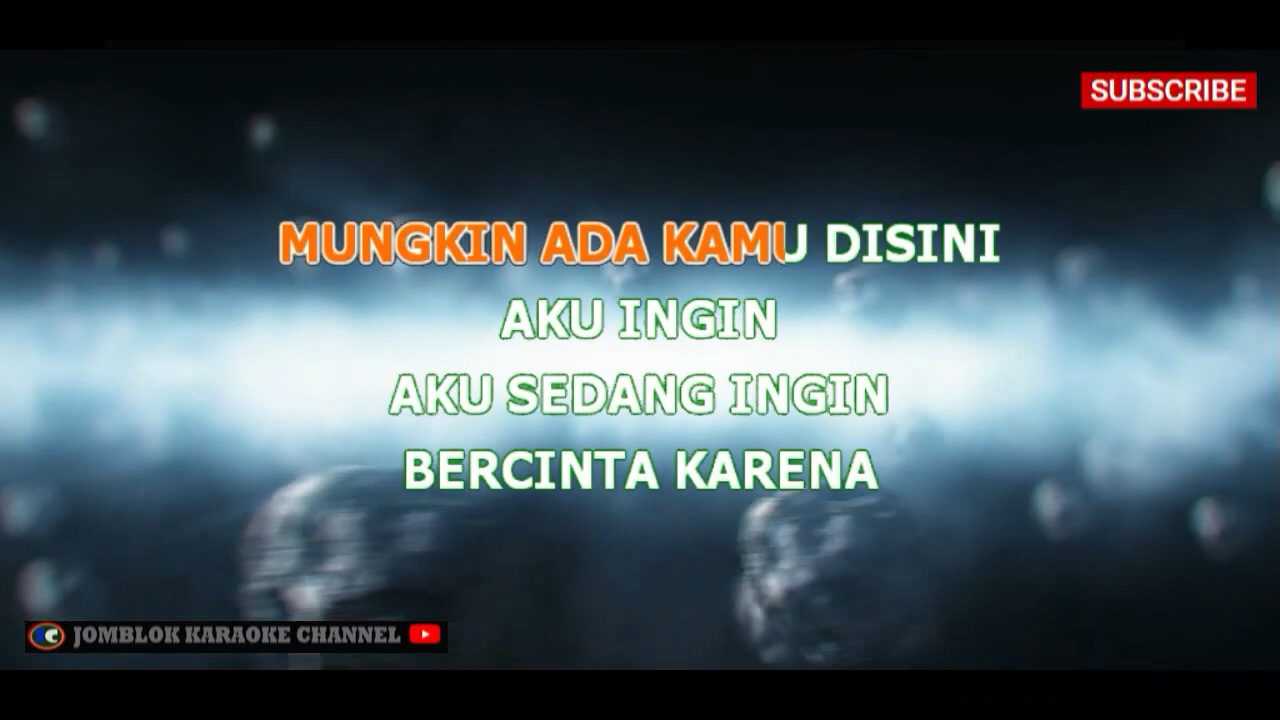 SUBSCRIBE
MUNGKIN ADA KAMU DISINI
AKU INGIN
AKU SEDANG INGIN
BERCINTA KARENA
JOMBLOK KARAOKE CHANNEL